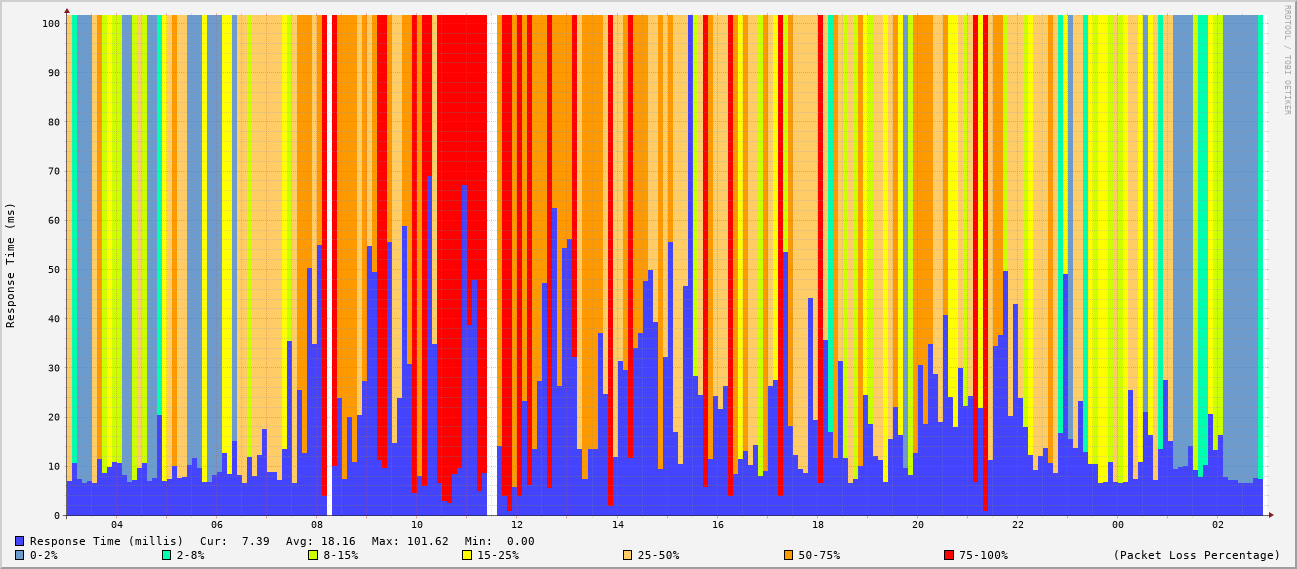 RRDTOOL / TOBI OETIKER
Response Time (ms)
100
90
80
70
60
50
40
30
20
10
0
04 06 08 10 12 14 16 18 20 22 00 02
Response Time (millis) Cur: 7.39 Avg: 18.16 Max: 101.62 Min: 0.00
0-2% 2-8% 8-15% 15-25% 25-50% 50-75% 75-100% (Packet Loss Percentage)